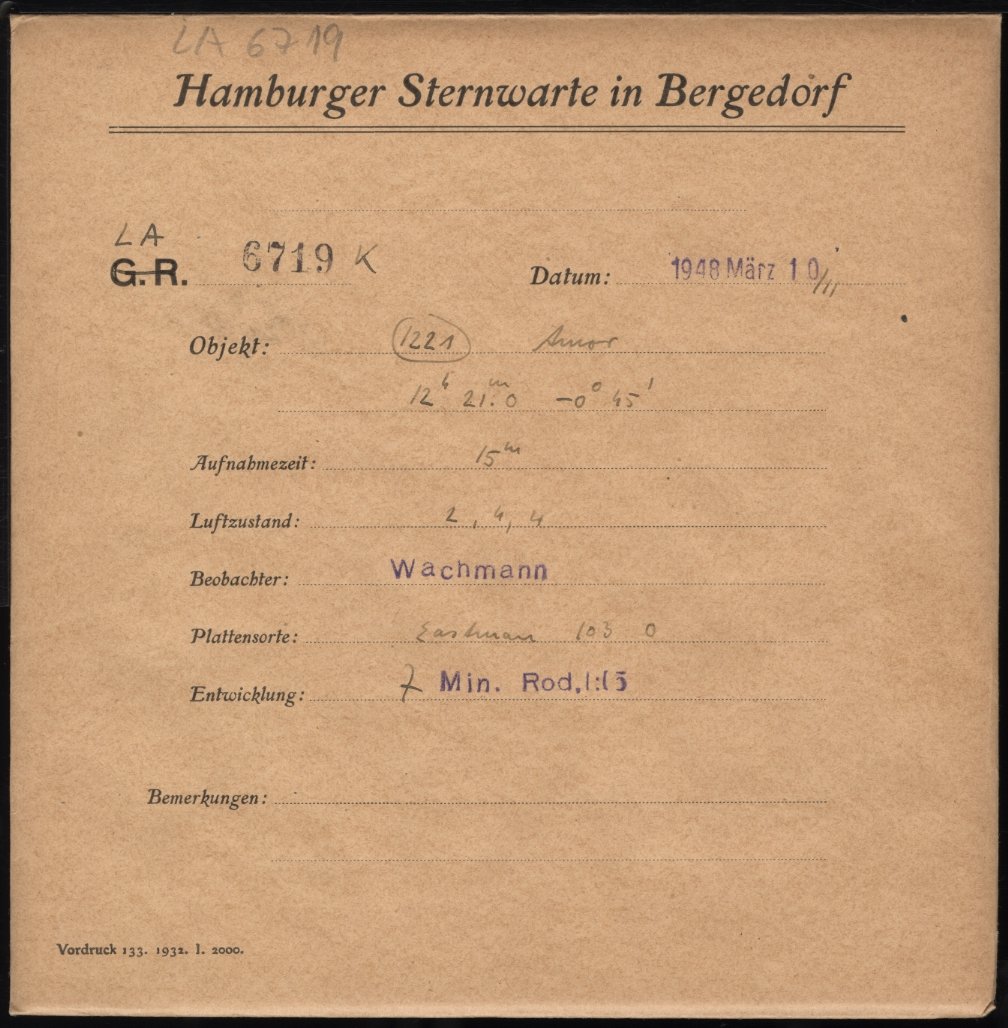 LA 6719
Hamburger Sternwarte in Bergedorf
LA
G.R. 6719 K Datum: 1948 März 10/11
Objekt: 1221 Amor
12h 21m.0 -0° 45'
Aufnahmezeit: 15m
Luftzustand: 2, 4, 4
Beobachter: Wachmann
Plattensorte: Eastman 103 O
Entwicklung: 7 Min. Rod. 1:15
Bemerkungen:
Vordruck 133. 1932. I. 2000.